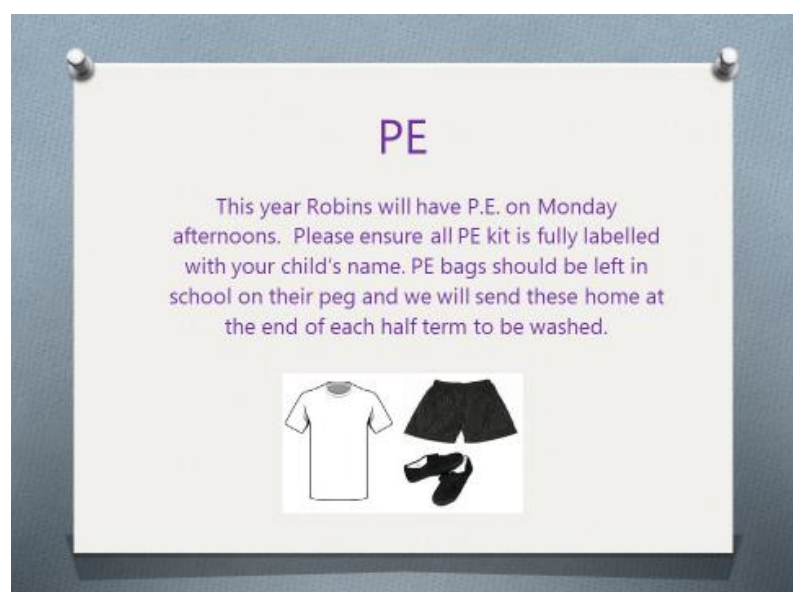 PE
This year Robins will have P.E. on Monday
afternoons.  Please ensure all PE kit is fully labelled
with your child's name. PE bags should be left in
school on their peg and we will send these home at
the end of each half term to be washed.